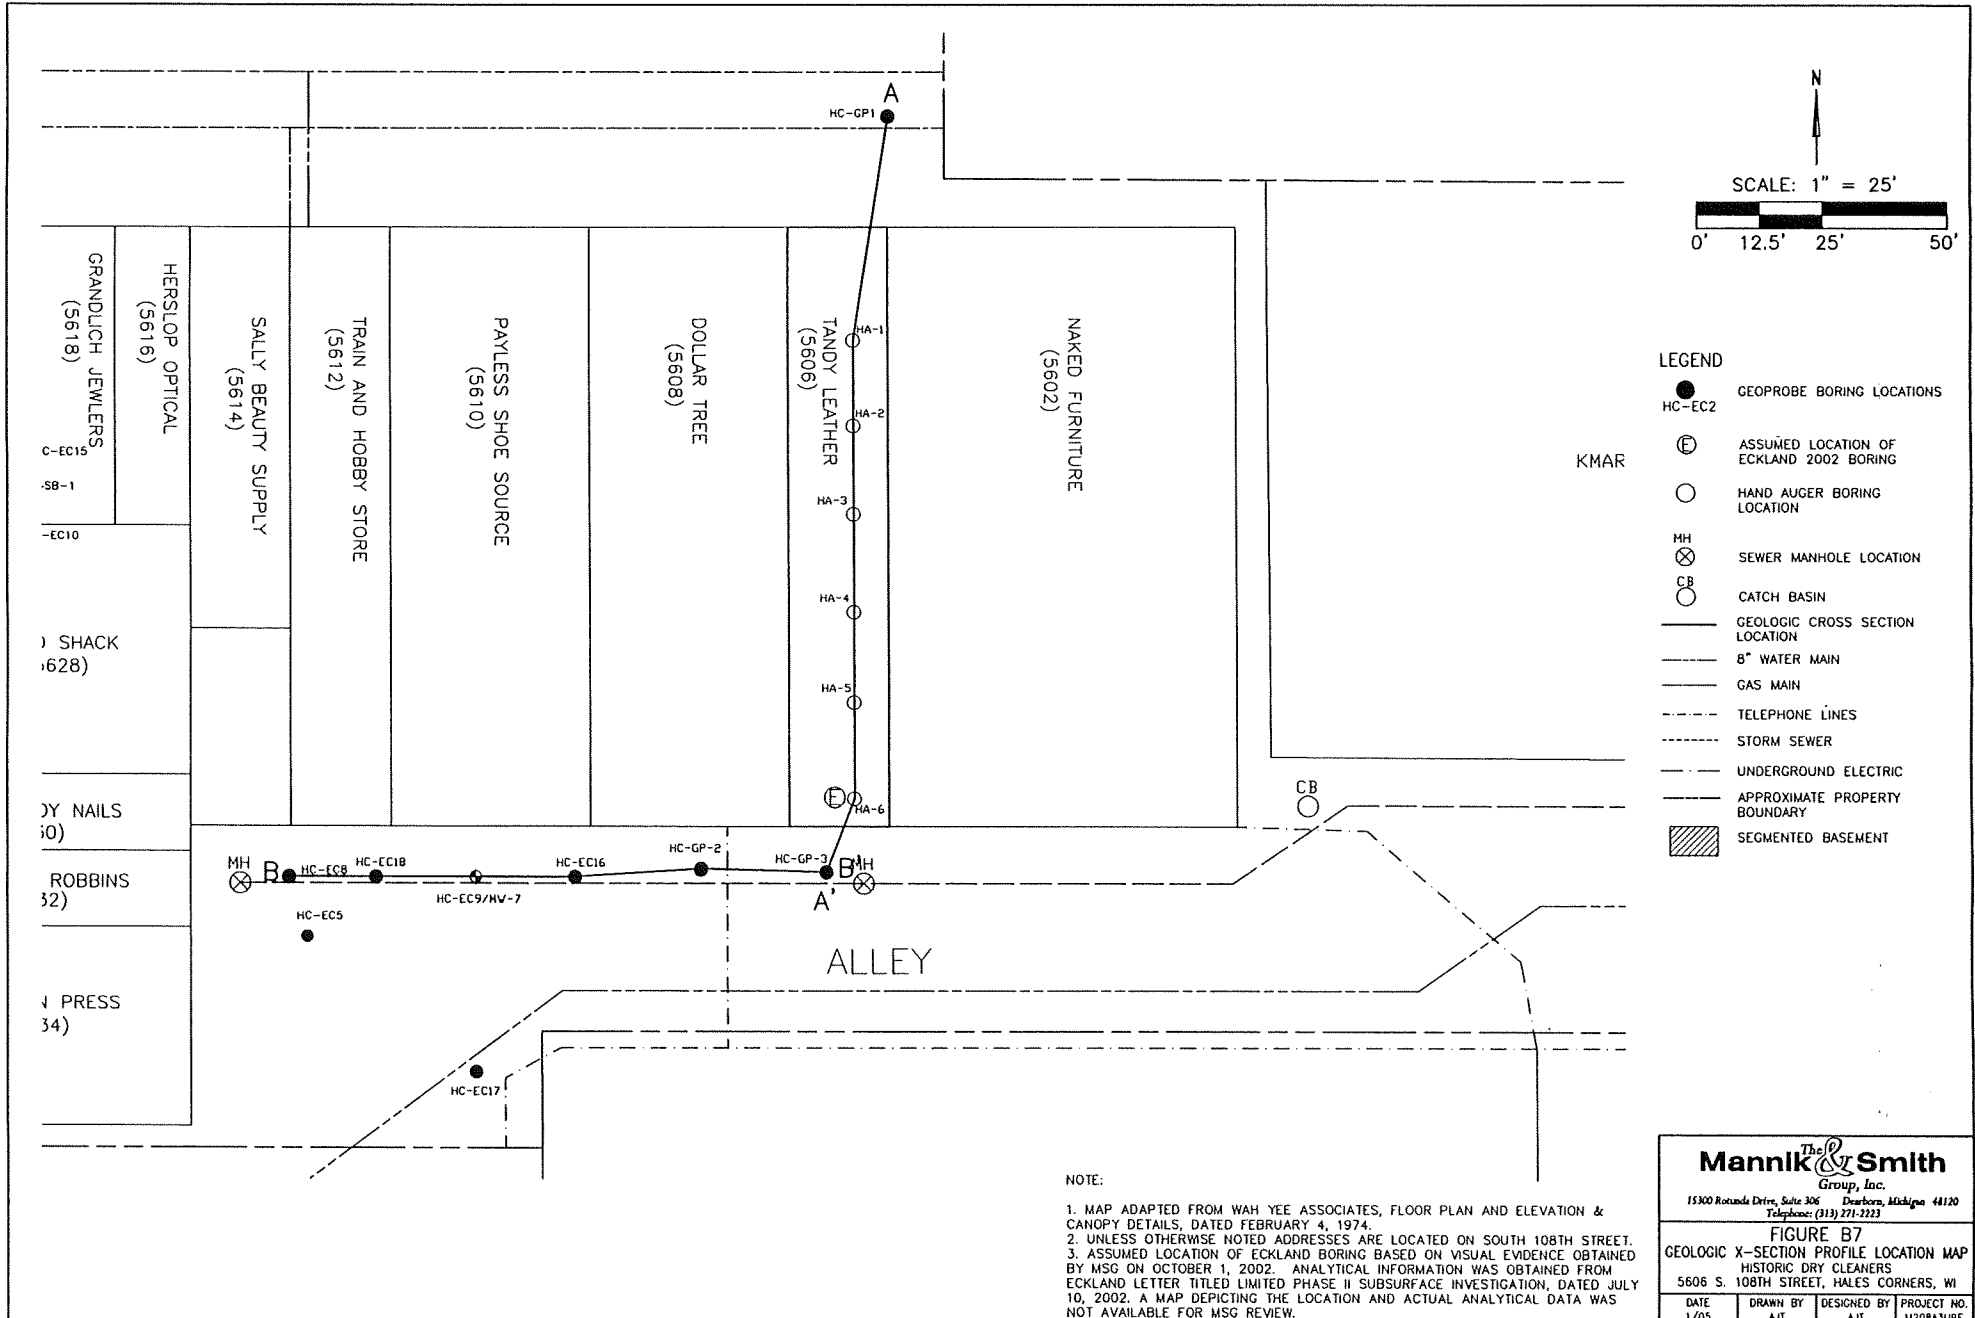 A
HC-GP1
N
SCALE: 1" = 25'
0' 12.5' 25' 50'
GRANDLICH JEWLERS
(5618)
HERSLOP OPTICAL
(5616)
SALLY BEAUTY SUPPLY
(5614)
TRAIN AND HOBBY STORE
(5612)
PAYLESS SHOE SOURCE
(5610)
DOLLAR TREE
(5608)
TANDY LEATHER
(5606)
NAKED FURNITURE
(5602)
KMAR
HA-1
HA-2
HA-3
HA-4
HA-5
HA-6
E
C-EC15
-SB-1
-EC10
SHACK
628)
DY NAILS
50)
ROBBINS
32)
N PRESS
34)
MH
B
HC-EC8
HC-EC18
HC-EC9/MW-7
HC-EC16
HC-GP-2
HC-GP-3
B'
MH
A'
CB
HC-EC5
ALLEY
HC-EC17
LEGEND
HC-EC2
GEOPROBE BORING LOCATIONS
E
ASSUMED LOCATION OF
ECKLAND 2002 BORING
HAND AUGER BORING
LOCATION
MH
SEWER MANHOLE LOCATION
CB
CATCH BASIN
GEOLOGIC CROSS SECTION
LOCATION
8" WATER MAIN
GAS MAIN
TELEPHONE LINES
STORM SEWER
UNDERGROUND ELECTRIC
APPROXIMATE PROPERTY
BOUNDARY
SEGMENTED BASEMENT
NOTE:
1. MAP ADAPTED FROM WAH YEE ASSOCIATES, FLOOR PLAN AND ELEVATION &
CANOPY DETAILS, DATED FEBRUARY 4, 1974.
2. UNLESS OTHERWISE NOTED ADDRESSES ARE LOCATED ON SOUTH 108TH STREET.
3. ASSUMED LOCATION OF ECKLAND BORING BASED ON VISUAL EVIDENCE OBTAINED
BY MSG ON OCTOBER 1, 2002. ANALYTICAL INFORMATION WAS OBTAINED FROM
ECKLAND LETTER TITLED LIMITED PHASE II SUBSURFACE INVESTIGATION, DATED JULY
10, 2002. A MAP DEPICTING THE LOCATION AND ACTUAL ANALYTICAL DATA WAS
NOT AVAILABLE FOR MSG REVIEW.
The
Mannik & Smith
Group, Inc.
15300 Rotunda Drive, Suite 306 Dearborn, Michigan 48120
Telephone: (313) 271-2223
FIGURE B7
GEOLOGIC X-SECTION PROFILE LOCATION MAP
HISTORIC DRY CLEANERS
5606 S. 108TH STREET, HALES CORNERS, WI
DATE DRAWN BY DESIGNED BY PROJECT NO.